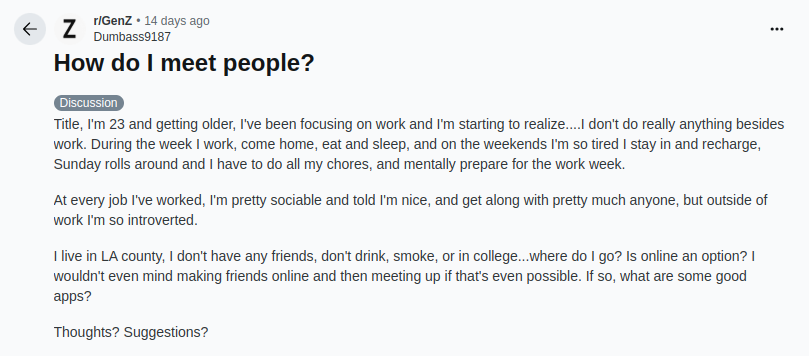 r/GenZ • 14 days ago
Dumbass9187
How do I meet people?
Discussion
Title, I'm 23 and getting older, I've been focusing on work and I'm starting to realize....I don't do really anything besides
work. During the week I work, come home, eat and sleep, and on the weekends I'm so tired I stay in and recharge,
Sunday rolls around and I have to do all my chores, and mentally prepare for the work week.
At every job I've worked, I'm pretty sociable and told I'm nice, and get along with pretty much anyone, but outside of
work I'm so introverted.
I live in LA county, I don't have any friends, don't drink, smoke, or in college...where do I go? Is online an option? I
wouldn't even mind making friends online and then meeting up if that's even possible. If so, what are some good
apps?
Thoughts? Suggestions?